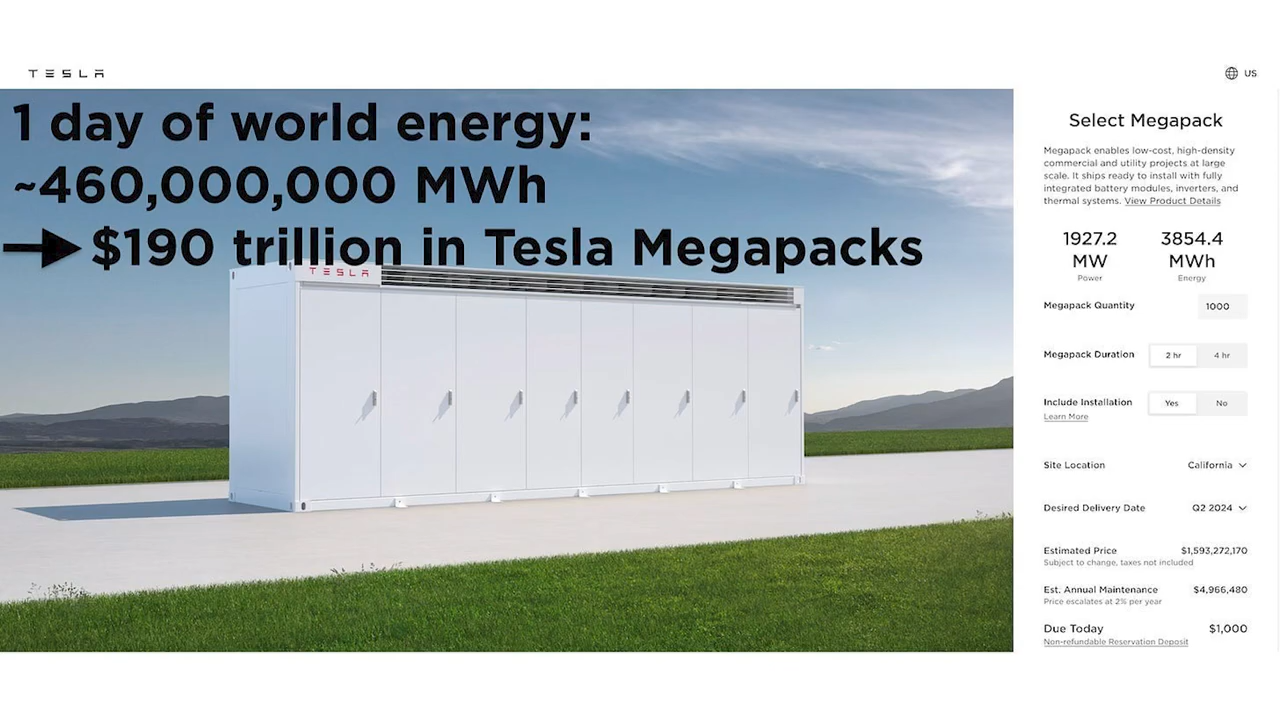 TESLA
US
1 day of world energy:
~460,000,000 MWh
$190 trillion in Tesla Megapacks
TESLA
Select Megapack
Megapack enables low-cost, high-density
commercial and utility projects at large
scale. It ships ready to install with fully
integrated battery modules, inverters, and
thermal systems. View Product Details
1927.2 3854.4
MW MWh
Power Energy
Megapack Quantity 1000
Megapack Duration 2 hr 4 hr
Include Installation Yes No
Learn More
Site Location California
Desired Delivery Date Q2 2024
Estimated Price $1,593,272,170
Subject to change, taxes not included
Est. Annual Maintenance $4,966,480
Price escalates at 2% per year
Due Today $1,000
Non-refundable Reservation Deposit